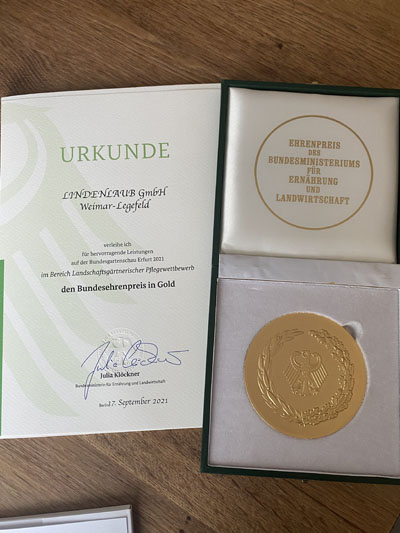 URKUNDE
LINDENLAUB GmbH
Weimar-Legefeld
verleihe ich
für hervorragende Leistungen
auf der Bundesgartenschau Erfurt 2021
im Bereich Landschaftsgärtnerischer Pflegewettbewerb
den Bundesehrenpreis in Gold
Julia Klöckner
Julia Klöckner
Bundesministerin für Ernährung und Landwirtschaft
7. September 2021
EHRENPREIS
DES
BUNDESMINISTERIUMS
FÜR
ERNÄHRUNG
UND
LANDWIRTSCHAFT